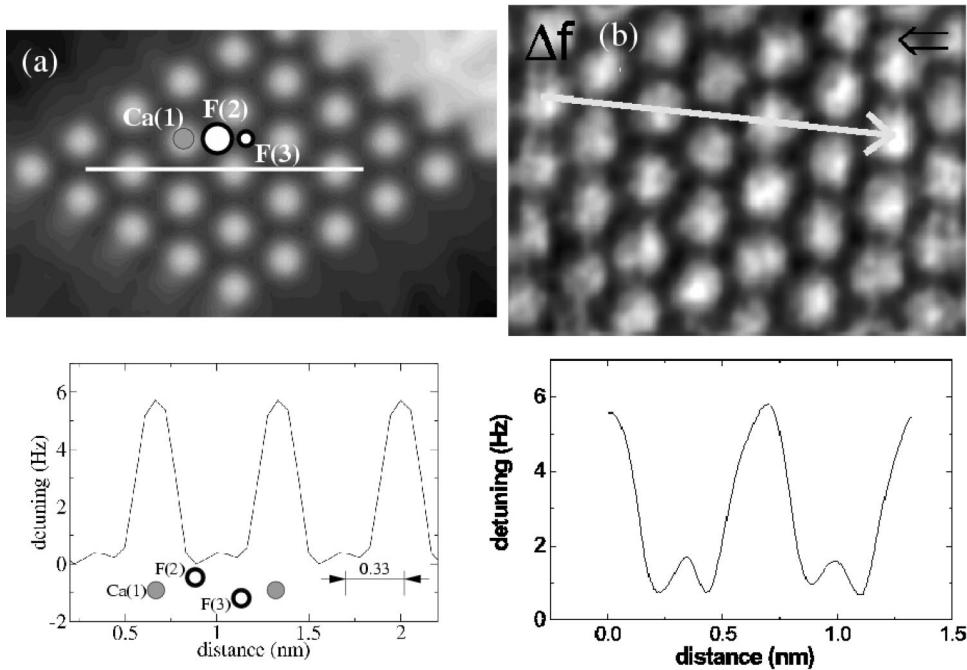 (a)
Ca(1)
F(2)
F(3)
Δf
(b)
detuning (Hz)
6
4
2
0
-2
F(2)
Ca(1)
F(3)
0.33
0.5
1
1.5
2
distance (nm)
detuning (Hz)
6
4
2
0
0.0
0.5
1.0
1.5
distance (nm)